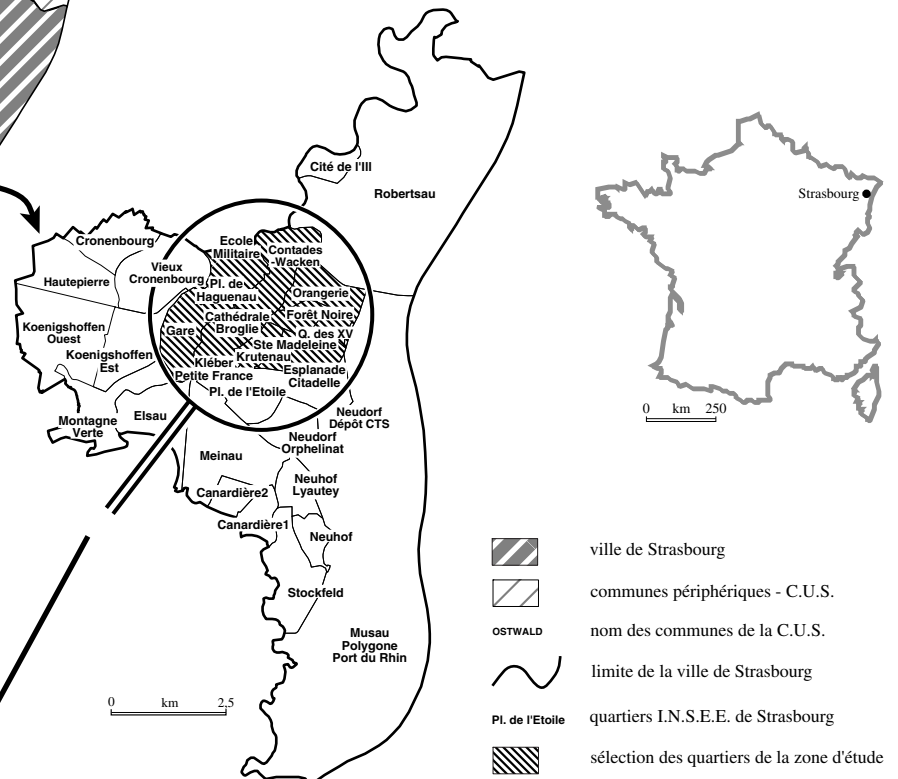 Cité de l'Ill
Robertsau
Strasbourg
Cronenbourg
Ecole
Militaire
Contades
-Wacken
Vieux
Cronenbourg
Hautepierre
Pl. de
Haguenau
Orangerie
Cathédrale
Broglie
Forêt Noire
Gare
Q. des XV
Koenigshoffen
Ouest
Ste Madeleine
Krutenau
Koenigshoffen
Est
Kléber
Petite France
Esplanade
Citadelle
Pl. de l'Etoile
0 km 250
Montagne
Verte
Elsau
Neudorf
Dépôt CTS
Neudorf
Orphelinat
Meinau
Neuhof
Lyautey
Canardière2
Canardière1
Neuhof
Stockfeld
Musau
Polygone
Port du Rhin
0 km 2,5
ville de Strasbourg
communes périphériques - C.U.S.
OSTWALD nom des communes de la C.U.S.
limite de la ville de Strasbourg
Pl. de l'Etoile quartiers I.N.S.E.E. de Strasbourg
sélection des quartiers de la zone d'étude